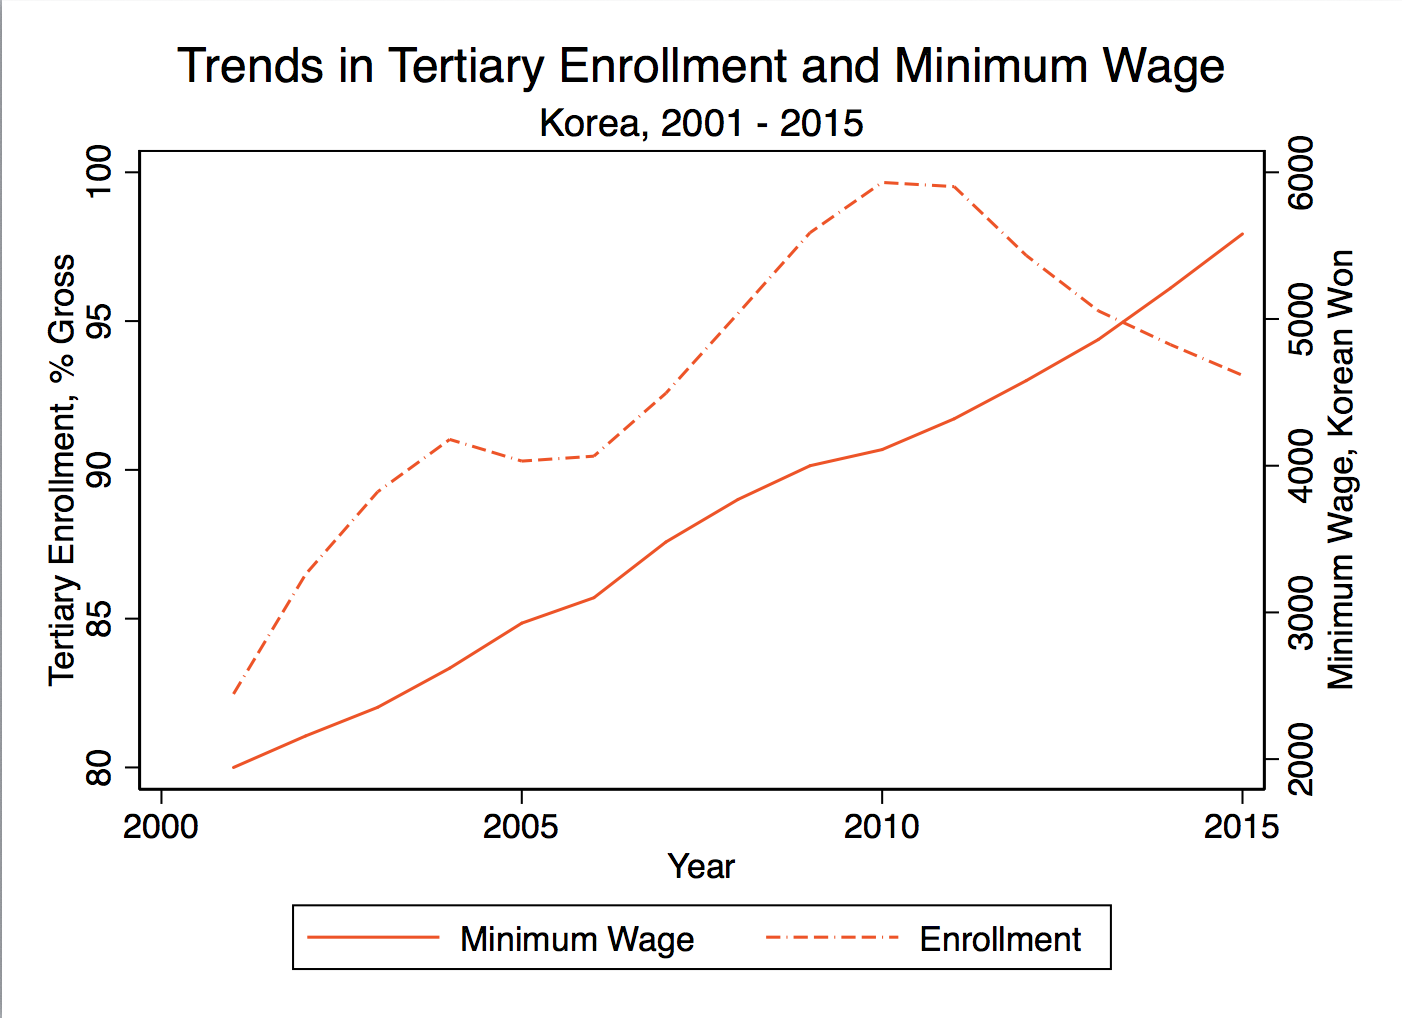 Trends in Tertiary Enrollment and Minimum Wage
Korea, 2001 - 2015
Tertiary Enrollment, % Gross
100
95
90
85
80
6000
5000
4000
3000
2000
Minimum Wage, Korean Won
2000 2005 2010 2015
Year
Minimum Wage Enrollment